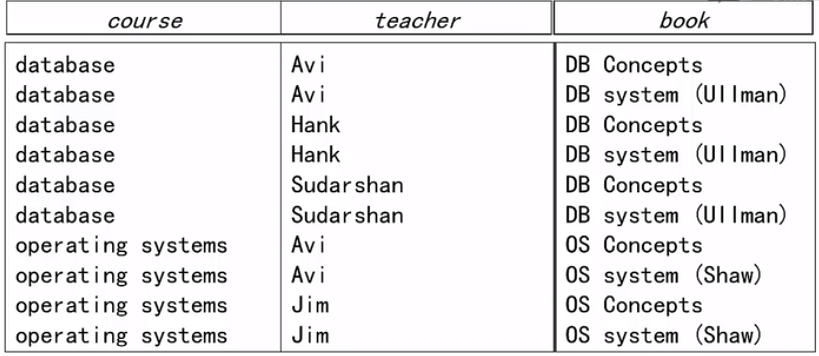 course teacher book
database Avi DB Concepts
database Avi DB system (Ullman)
database Hank DB Concepts
database Hank DB system (Ullman)
database Sudarshan DB Concepts
database Sudarshan DB system (Ullman)
operating systems Avi OS Concepts
operating systems Avi OS system (Shaw)
operating systems Jim OS Concepts
operating systems Jim OS system (Shaw)